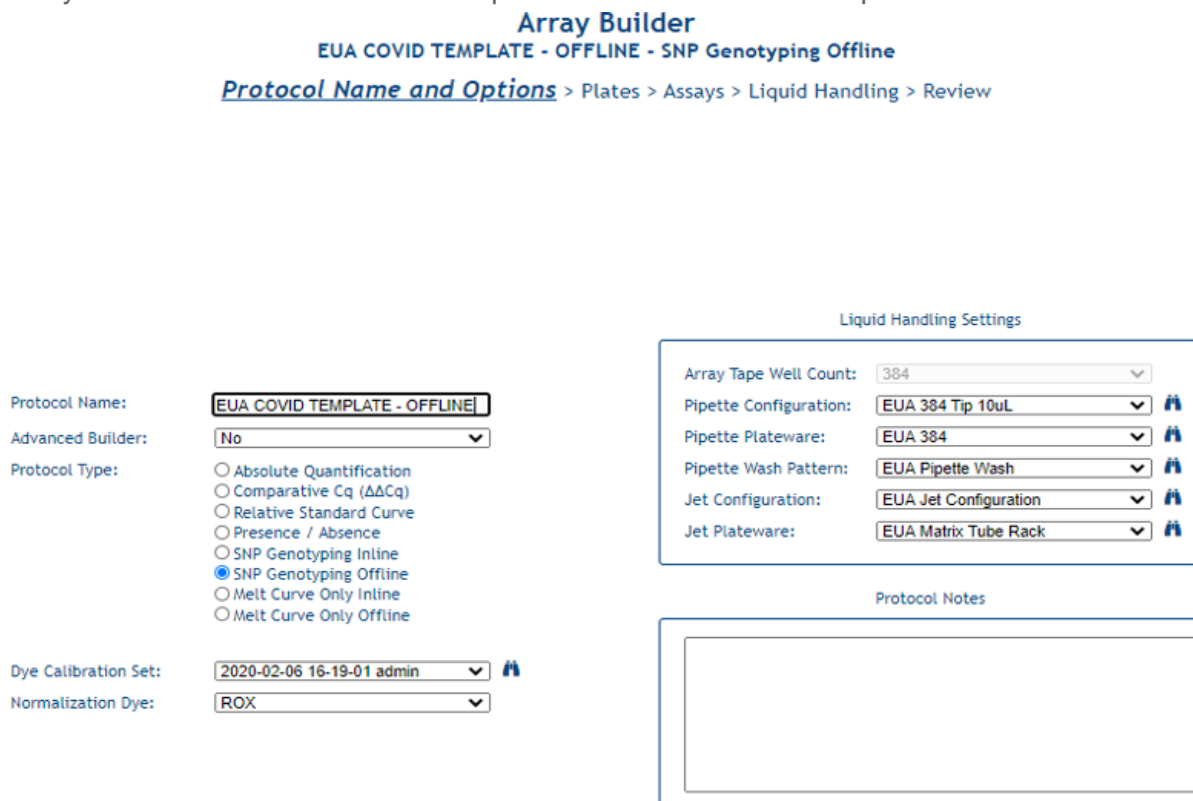 Array Builder
EUA COVID TEMPLATE - OFFLINE - SNP Genotyping Offline
Protocol Name and Options > Plates > Assays > Liquid Handling > Review
Protocol Name: EUA COVID TEMPLATE - OFFLINE
Advanced Builder: No
Protocol Type:
Absolute Quantification
Comparative Cq (ΔΔCq)
Relative Standard Curve
Presence / Absence
SNP Genotyping Inline
SNP Genotyping Offline
Melt Curve Only Inline
Melt Curve Only Offline
Dye Calibration Set: 2020-02-06 16-19-01 admin
Normalization Dye: ROX
Liquid Handling Settings
Array Tape Well Count: 384
Pipette Configuration: EUA 384 Tip 10uL
Pipette Plateware: EUA 384
Pipette Wash Pattern: EUA Pipette Wash
Jet Configuration: EUA Jet Configuration
Jet Plateware: EUA Matrix Tube Rack
Protocol Notes